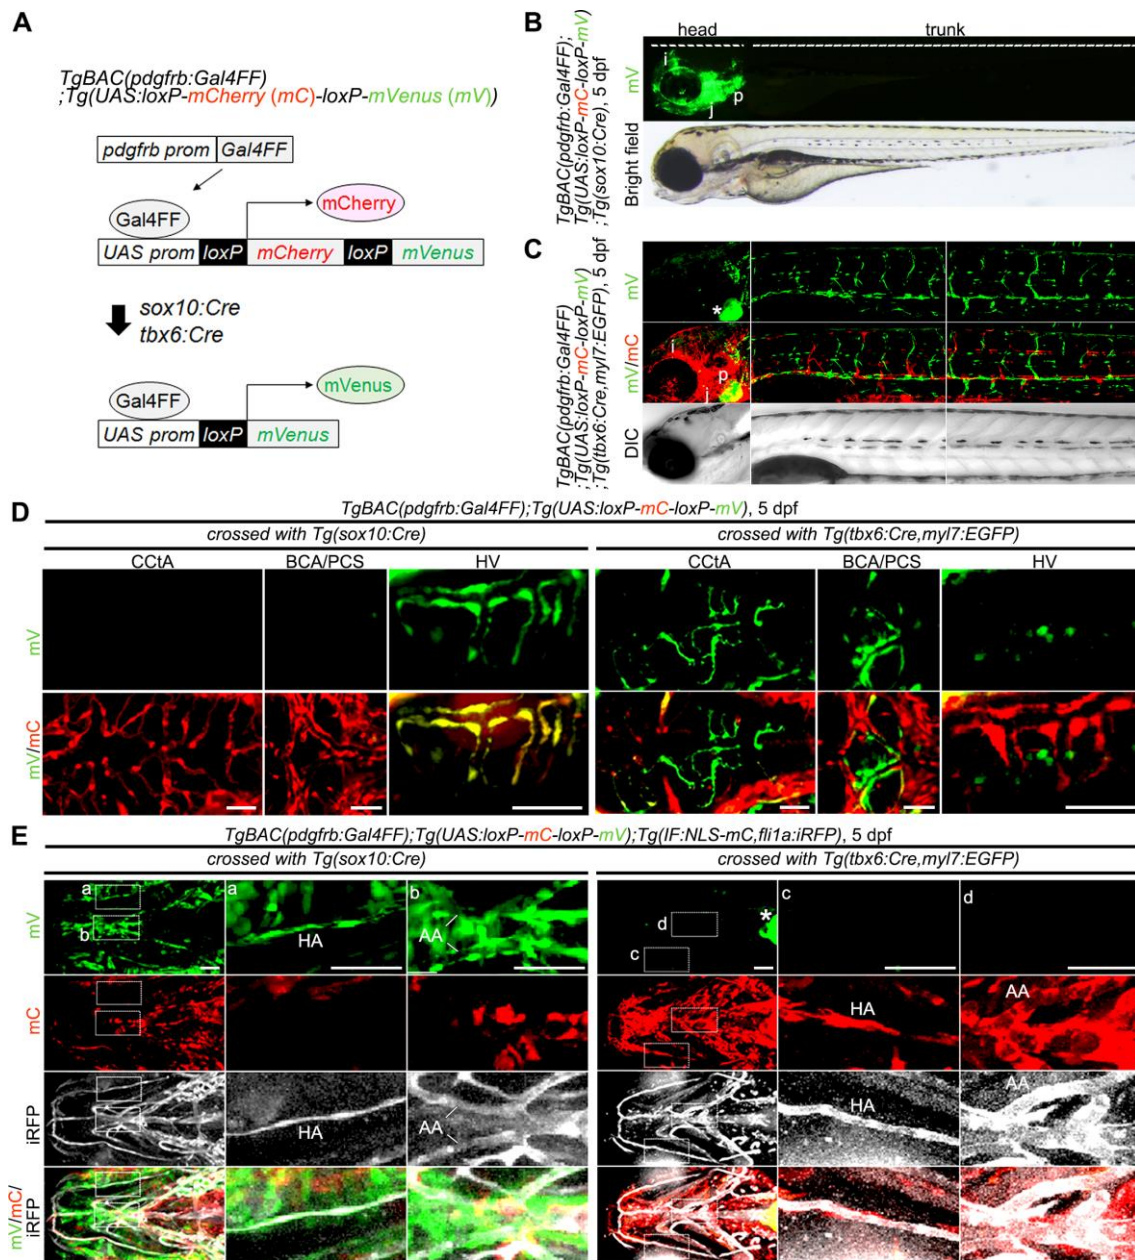 A
TgBAC(pdgfrb:Gal4FF)
;Tg(UAS:loxP-mCherry (mC)-loxP-mVenus (mV))
pdgfrb prom Gal4FF
Gal4FF
mCherry
UAS prom loxP mCherry loxP mVenus
sox10:Cre
tbx6:Cre
Gal4FF
mVenus
UAS prom loxP mVenus
B
TgBAC(pdgfrb:Gal4FF);
Tg(UAS:loxP-mC-loxP-mV)
;Tg(sox10:Cre), 5 dpf
head trunk
mV
i
p
j
Bright field
C
TgBAC(pdgfrb:Gal4FF)
;Tg(UAS:loxP-mC-loxP-mV)
;Tg(tbx6:Cre,myl7:EGFP), 5 dpf
mV
*
mV/mC
i
p
j
DIC
D
TgBAC(pdgfrb:Gal4FF);Tg(UAS:loxP-mC-loxP-mV), 5 dpf
crossed with Tg(sox10:Cre) crossed with Tg(tbx6:Cre,myl7:EGFP)
CCtA BCA/PCS HV CCtA BCA/PCS HV
mV
mV/mC
E
TgBAC(pdgfrb:Gal4FF);Tg(UAS:loxP-mC-loxP-mV);Tg(IF:NLS-mC,fli1a:iRFP), 5 dpf
crossed with Tg(sox10:Cre) crossed with Tg(tbx6:Cre,myl7:EGFP)
mV
a a b c d
b HA AA d c *
mC
HA AA
iRFP
HA AA HA AA
mV/mC/
iRFP